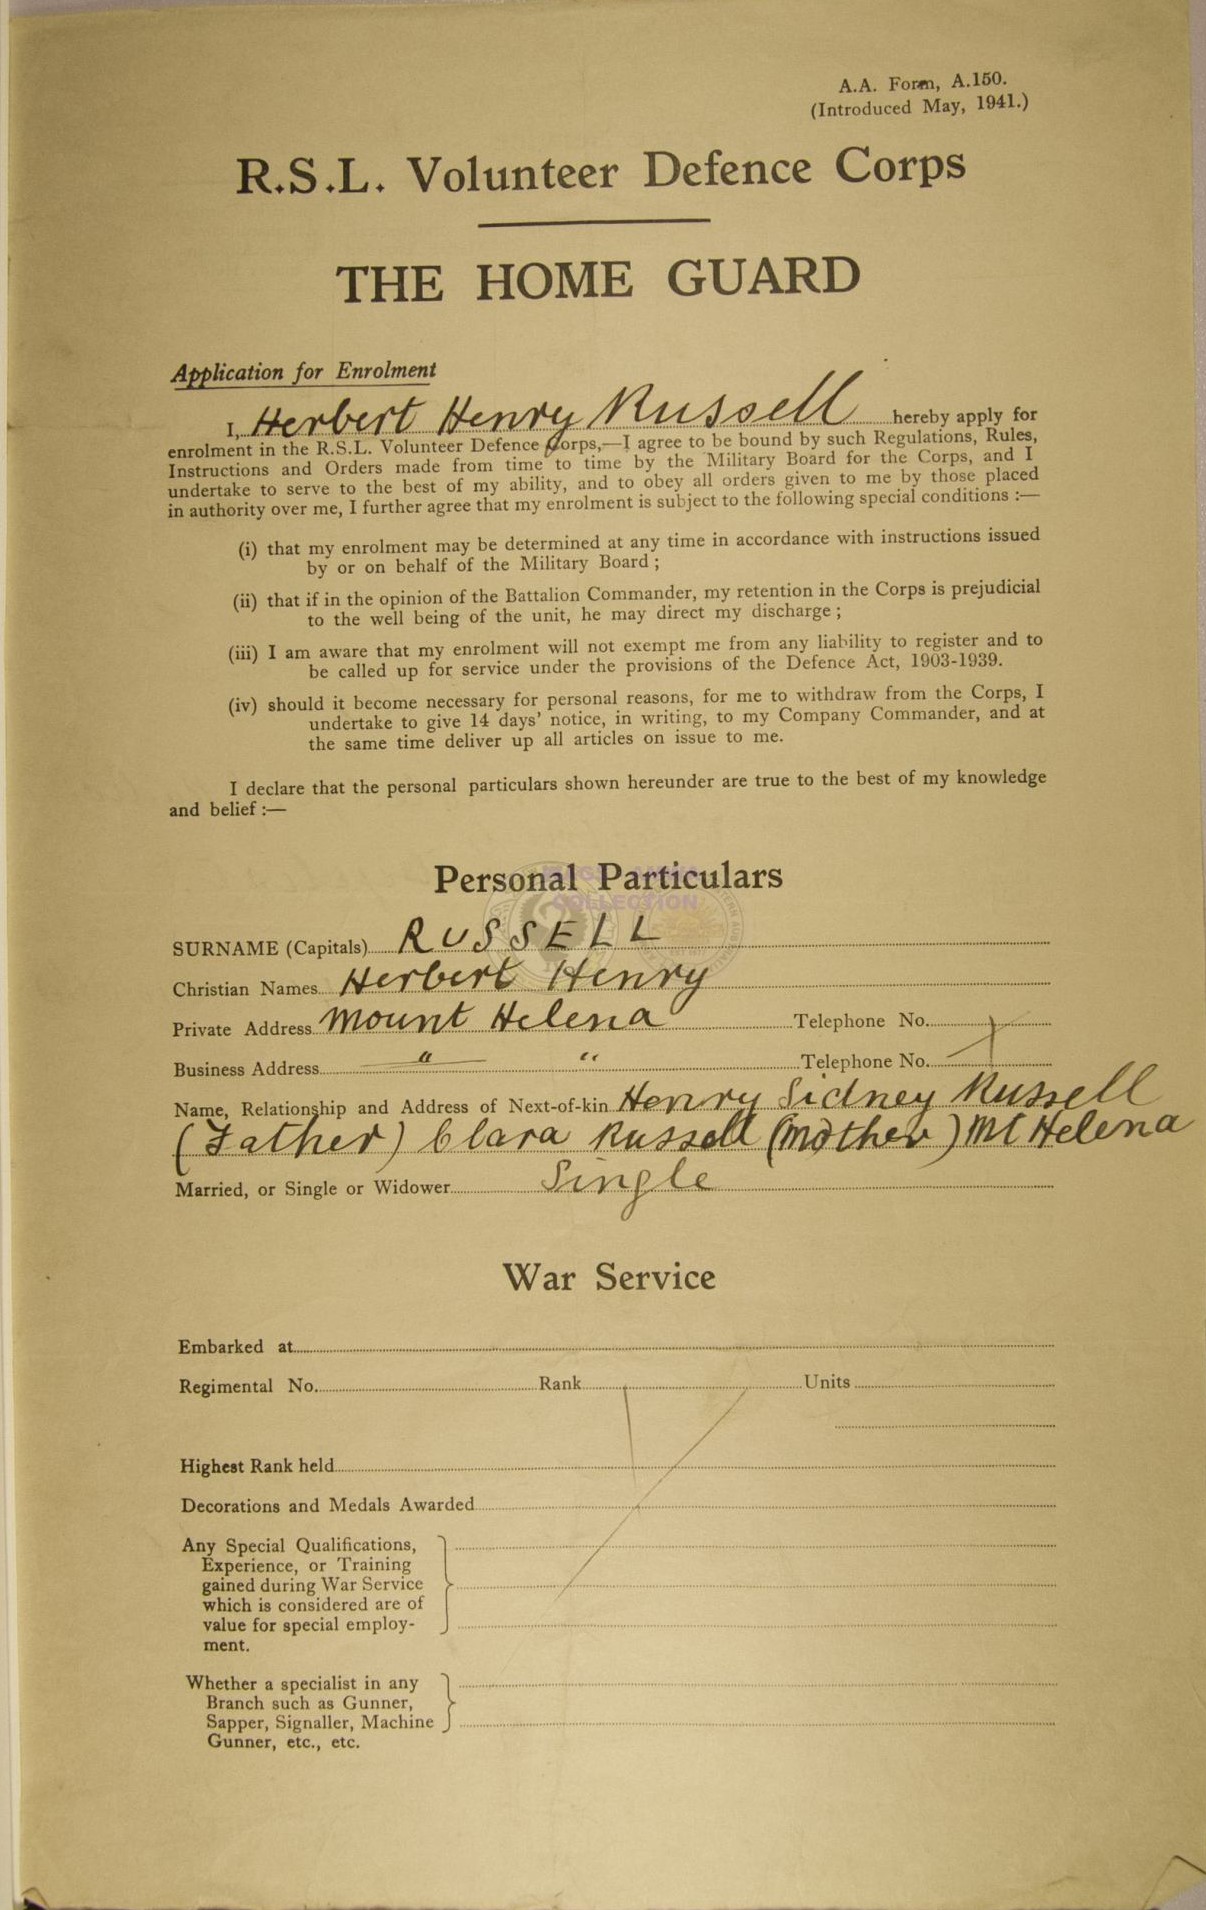 A.A. Form, A.150.
(Introduced May, 1941.)
R.S.L. Volunteer Defence Corps
THE HOME GUARD
Application for Enrolment
I, Herbert Henry Russell hereby apply for
enrolment in the R.S.L. Volunteer Defence Corps,—I agree to be bound by such Regulations, Rules,
Instructions and Orders made from time to time by the Military Board for the Corps, and I
undertake to serve to the best of my ability, and to obey all orders given to me by those placed
in authority over me, I further agree that my enrolment is subject to the following special conditions :—
(i) that my enrolment may be determined at any time in accordance with instructions issued
by or on behalf of the Military Board ;
(ii) that if in the opinion of the Battalion Commander, my retention in the Corps is prejudicial
to the well being of the unit, he may direct my discharge ;
(iii) I am aware that my enrolment will not exempt me from any liability to register and to
be called up for service under the provisions of the Defence Act, 1903-1939.
(iv) should it become necessary for personal reasons, for me to withdraw from the Corps, I
undertake to give 14 days' notice, in writing, to my Company Commander, and at
the same time deliver up all articles on issue to me.
I declare that the personal particulars shown hereunder are true to the best of my knowledge
and belief :—
Personal Particulars
COLLECTION
SURNAME (Capitals) RUSSELL
Christian Names Herbert Henry
Private Address Mount Helena Telephone No.
Business Address " " Telephone No.
Name, Relationship and Address of Next-of-kin Henry Sidney Russell
(Father) Clara Russell (Mother) Mt Helena
Married, or Single or Widower Single
War Service
Embarked at
Regimental No. Rank Units
Highest Rank held
Decorations and Medals Awarded
Any Special Qualifications,
Experience, or Training
gained during War Service
which is considered are of
value for special employ-
ment.
Whether a specialist in any
Branch such as Gunner,
Sapper, Signaller, Machine
Gunner, etc., etc.